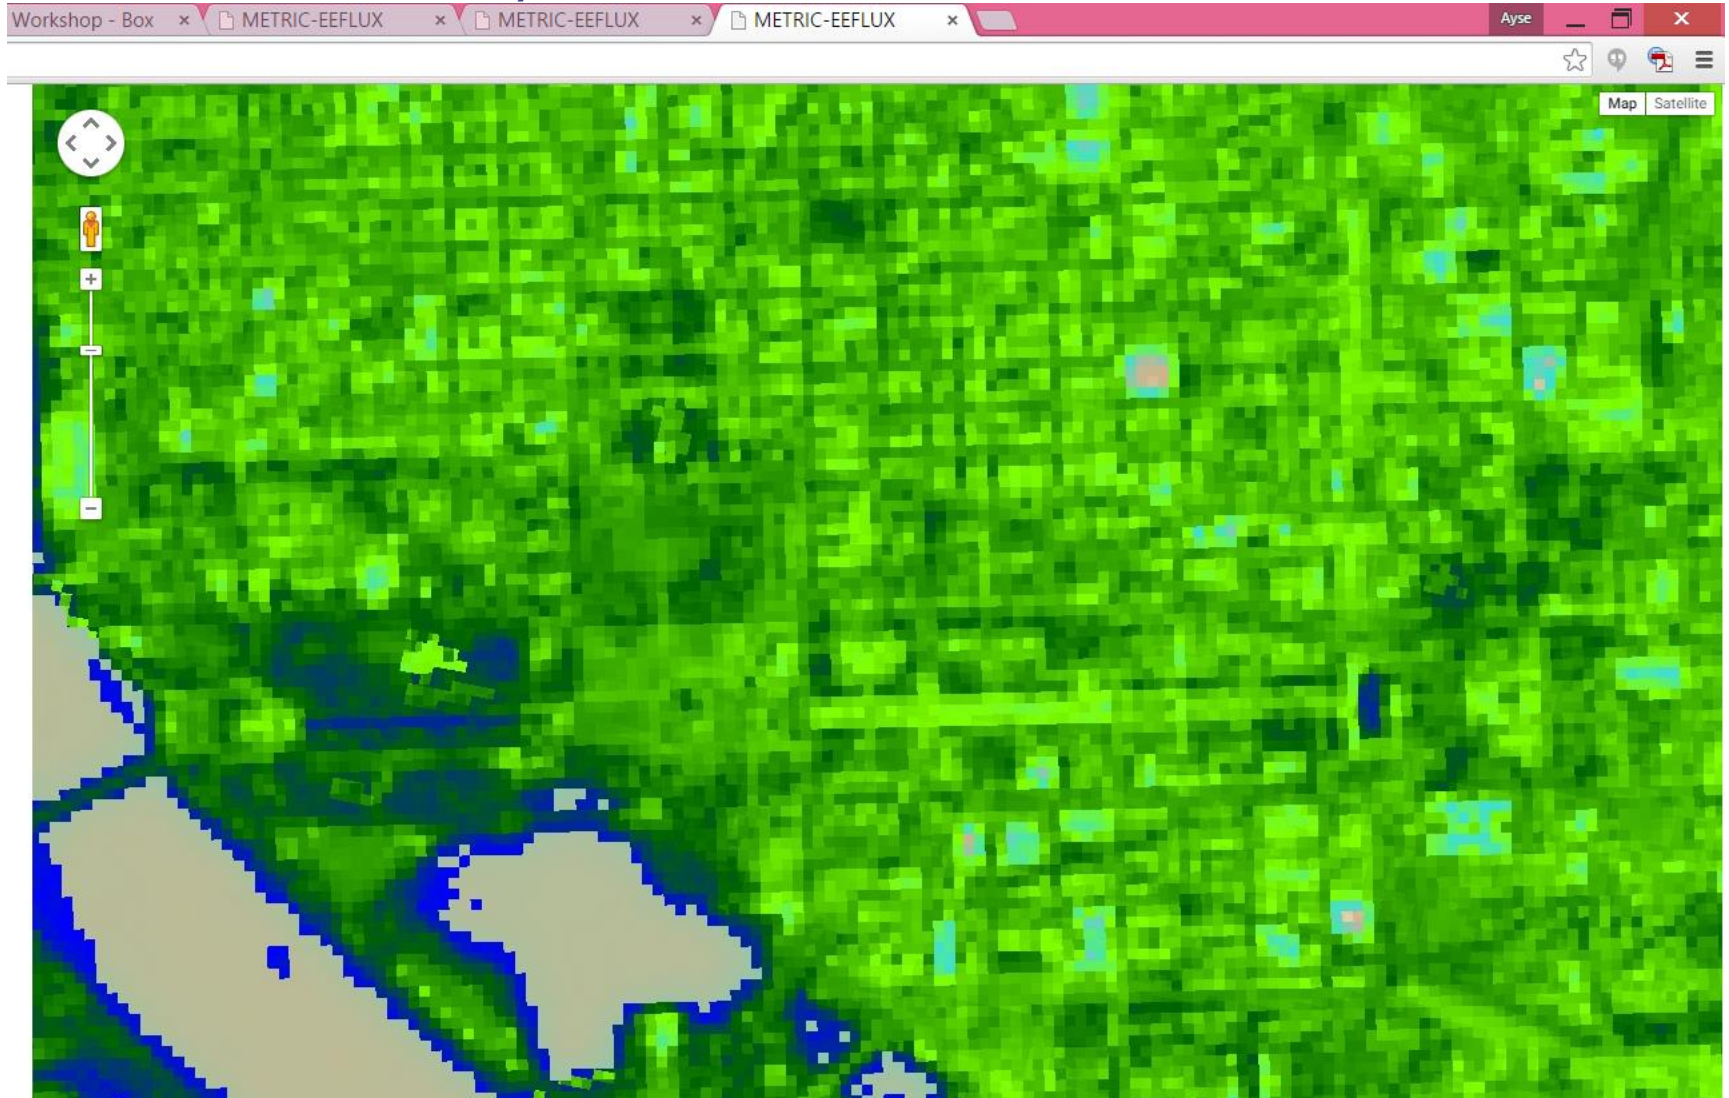 Workshop - Box × METRIC-EEFLUX × METRIC-EEFLUX × METRIC-EEFLUX × Ayse
Map Satellite